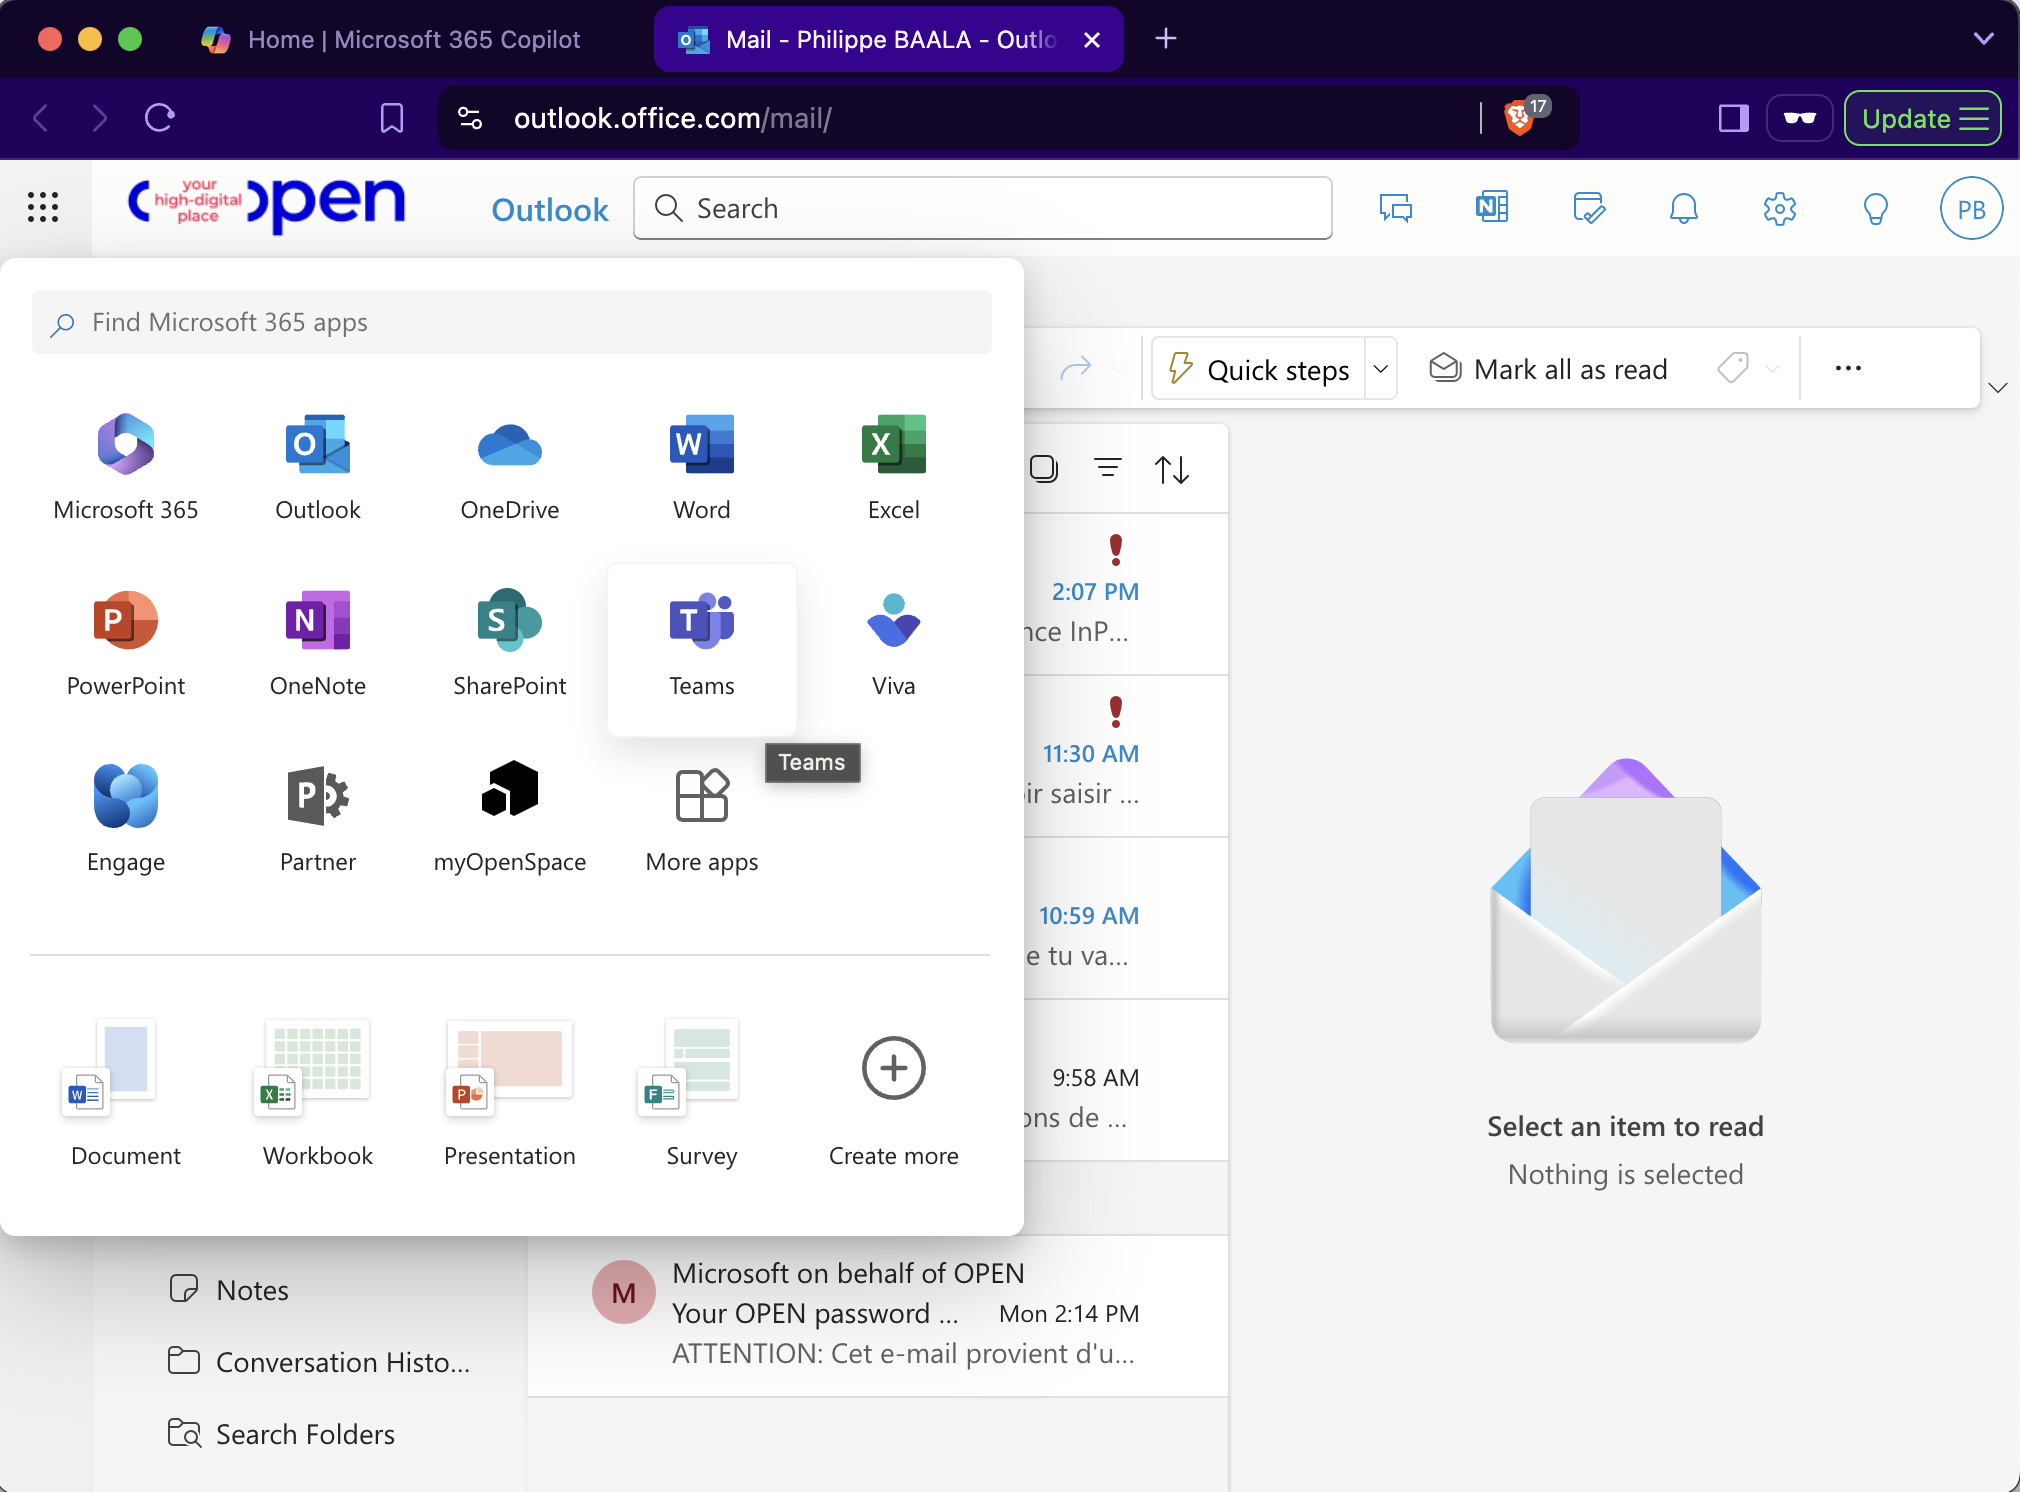 Home | Microsoft 365 Copilot
Mail - Philippe BAALA - Outlo
outlook.office.com/mail/
17
Update
your
high-digital
place
open
Outlook
Search
PB
Find Microsoft 365 apps
Quick steps
Mark all as read
Microsoft 365
Outlook
OneDrive
Word
Excel
PowerPoint
OneNote
SharePoint
Teams
Viva
Teams
Engage
Partner
myOpenSpace
More apps
Document
Workbook
Presentation
Survey
Create more
2:07 PM
nce InP...
11:30 AM
ir saisir ...
10:59 AM
e tu va...
9:58 AM
ons de ...
Select an item to read
Nothing is selected
Notes
Conversation Histo...
Search Folders
M
Microsoft on behalf of OPEN
Your OPEN password ... Mon 2:14 PM
ATTENTION: Cet e-mail provient d'u...